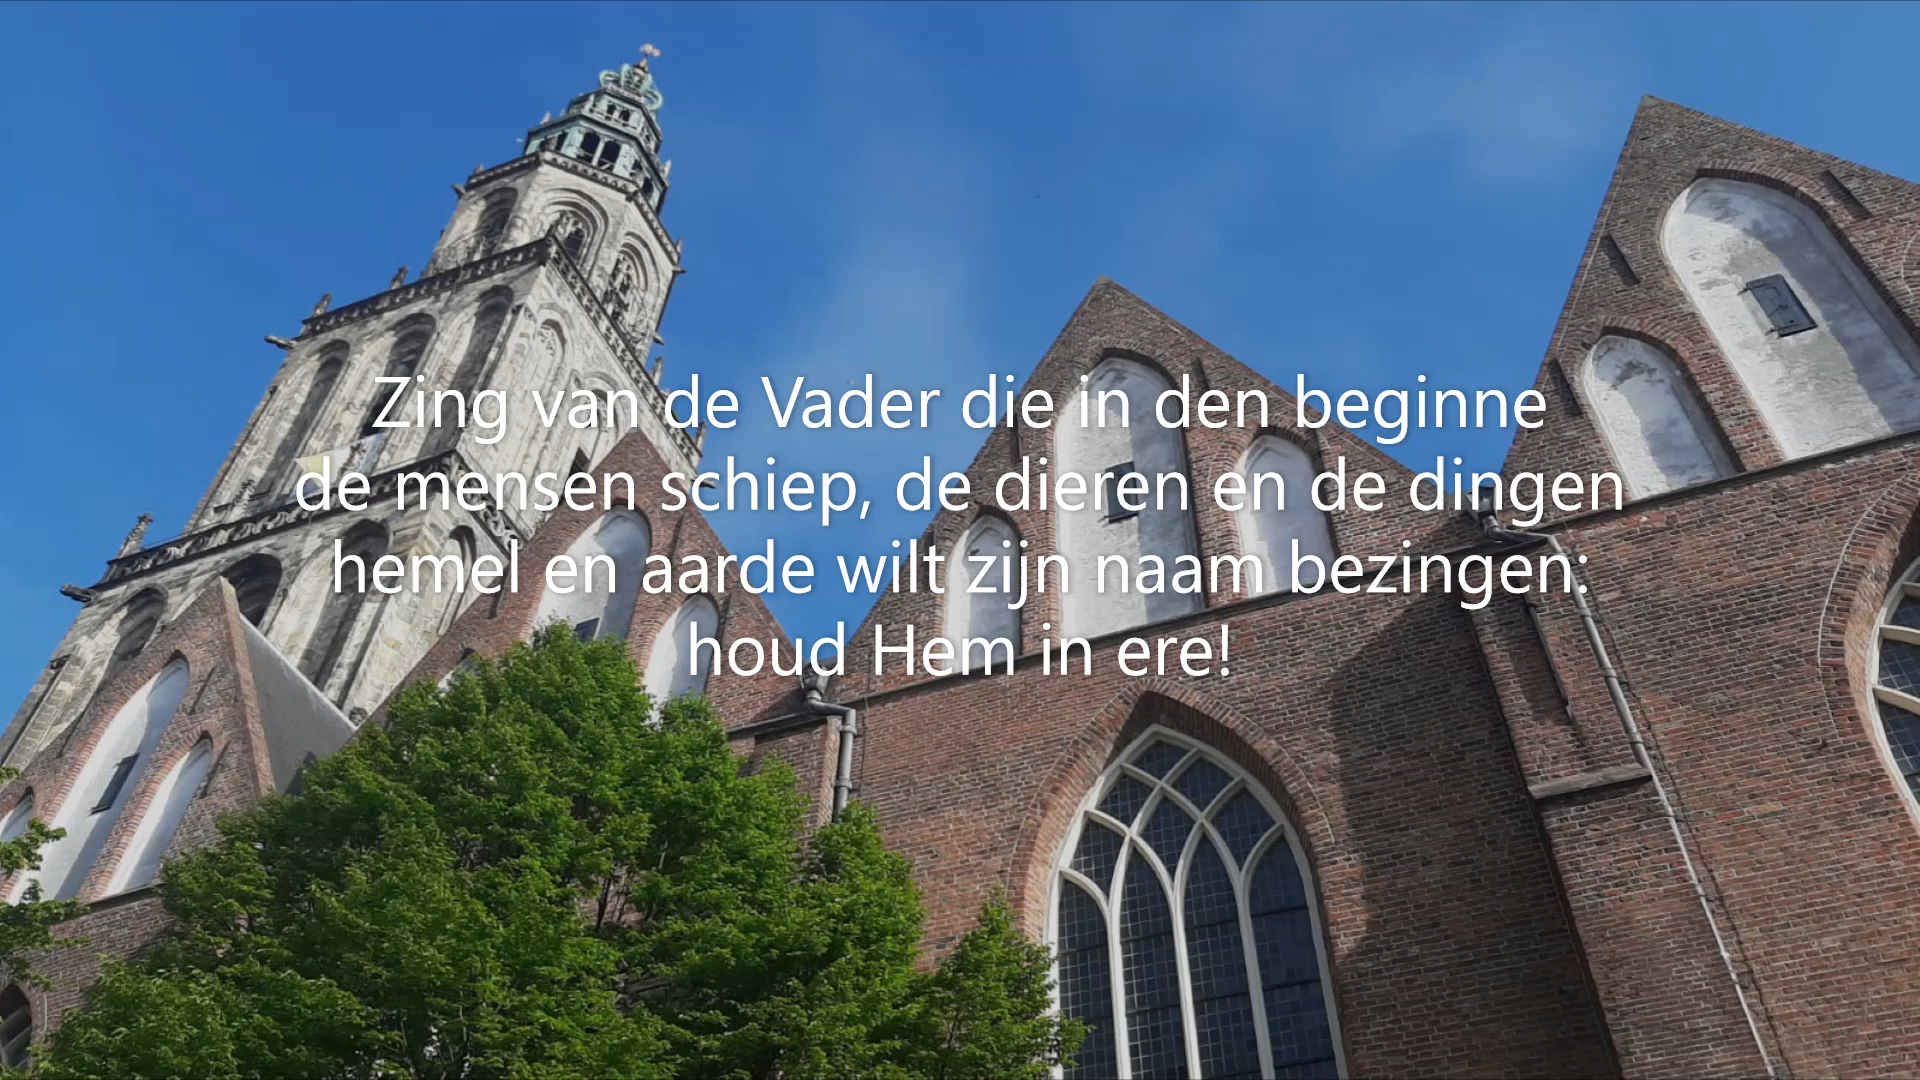 Zing van de Vader die in den beginne
de mensen schiep, de dieren en de dingen
hemel en aarde wilt zijn naam bezingen:
houd Hem in ere!